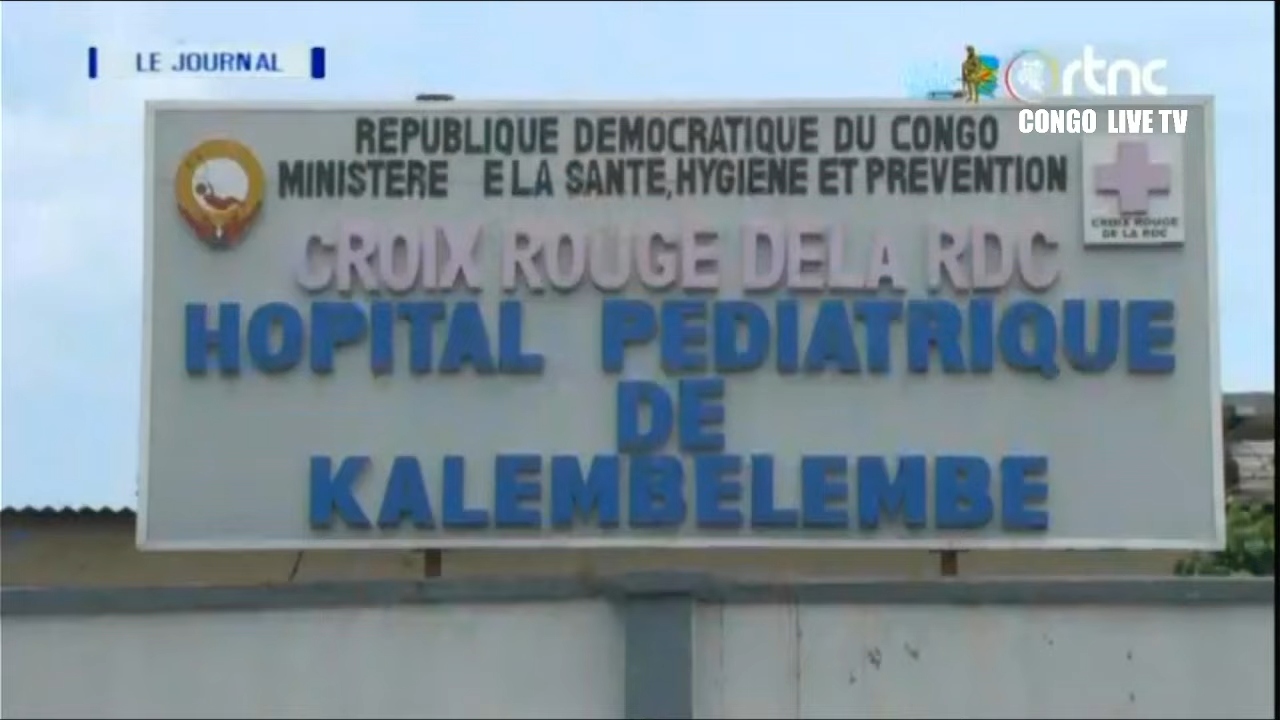 LE JOURNAL
rtnc
CONGO LIVE TV
REPUBLIQUE DEMOCRATIQUE DU CONGO
MINISTERE E LA SANTE, HYGIENE ET PREVENTION
CROIX ROUGE DELA RDC
CROIX ROUGE
DE LA RDC
HOPITAL PEDIATRIQUE
DE
KALEMBELEMBE